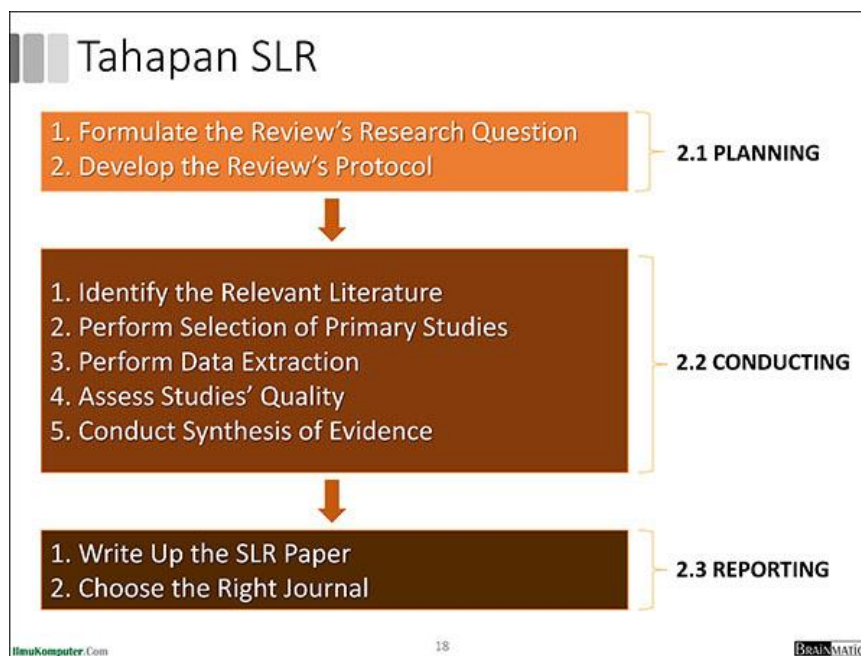 Tahapan SLR
1. Formulate the Review's Research Question
2. Develop the Review's Protocol
2.1 PLANNING
1. Identify the Relevant Literature
2. Perform Selection of Primary Studies
3. Perform Data Extraction
4. Assess Studies' Quality
5. Conduct Synthesis of Evidence
2.2 CONDUCTING
1. Write Up the SLR Paper
2. Choose the Right Journal
2.3 REPORTING
IlmuKomputer.Com
18
BRAINMATIC